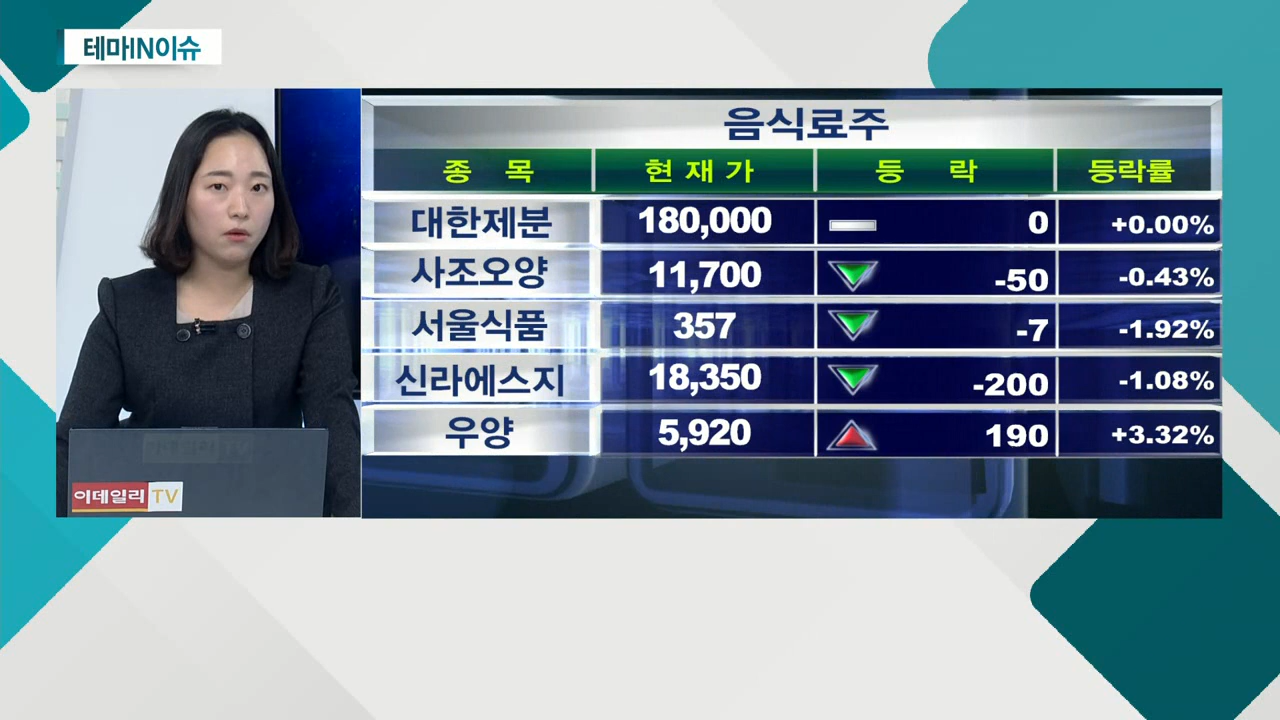 테마IN이슈
음식료주
종 목 현 재 가 등 락 등락률
대한제분 180,000 0 +0.00%
사조오양 11,700 -50 -0.43%
서울식품 357 -7 -1.92%
신라에스지 18,350 -200 -1.08%
우양 5,920 190 +3.32%
이데일리 TV